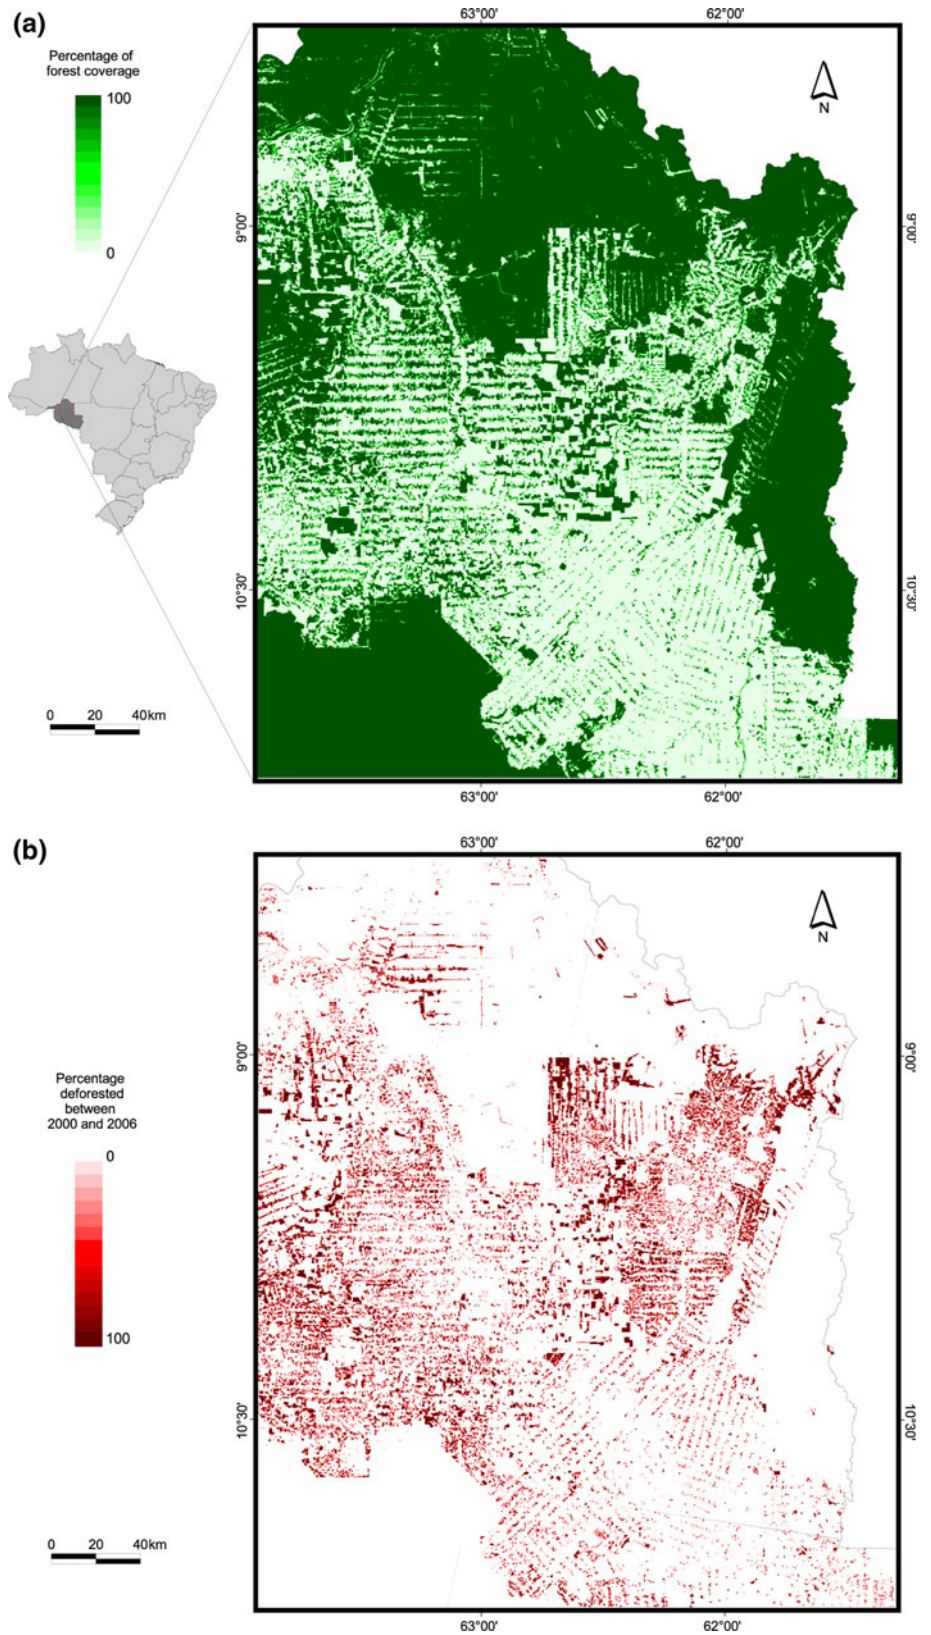 (a)
63°00'
62°00'
Percentage of
forest coverage
100
0
N
9°00'
9°00'
10°30'
10°30'
0 20 40km
63°00'
62°00'
(b)
63°00'
62°00'
N
9°00'
9°00'
Percentage
deforested
between
2000 and 2006
0
100
10°30'
10°30'
0 20 40km
63°00'
62°00'